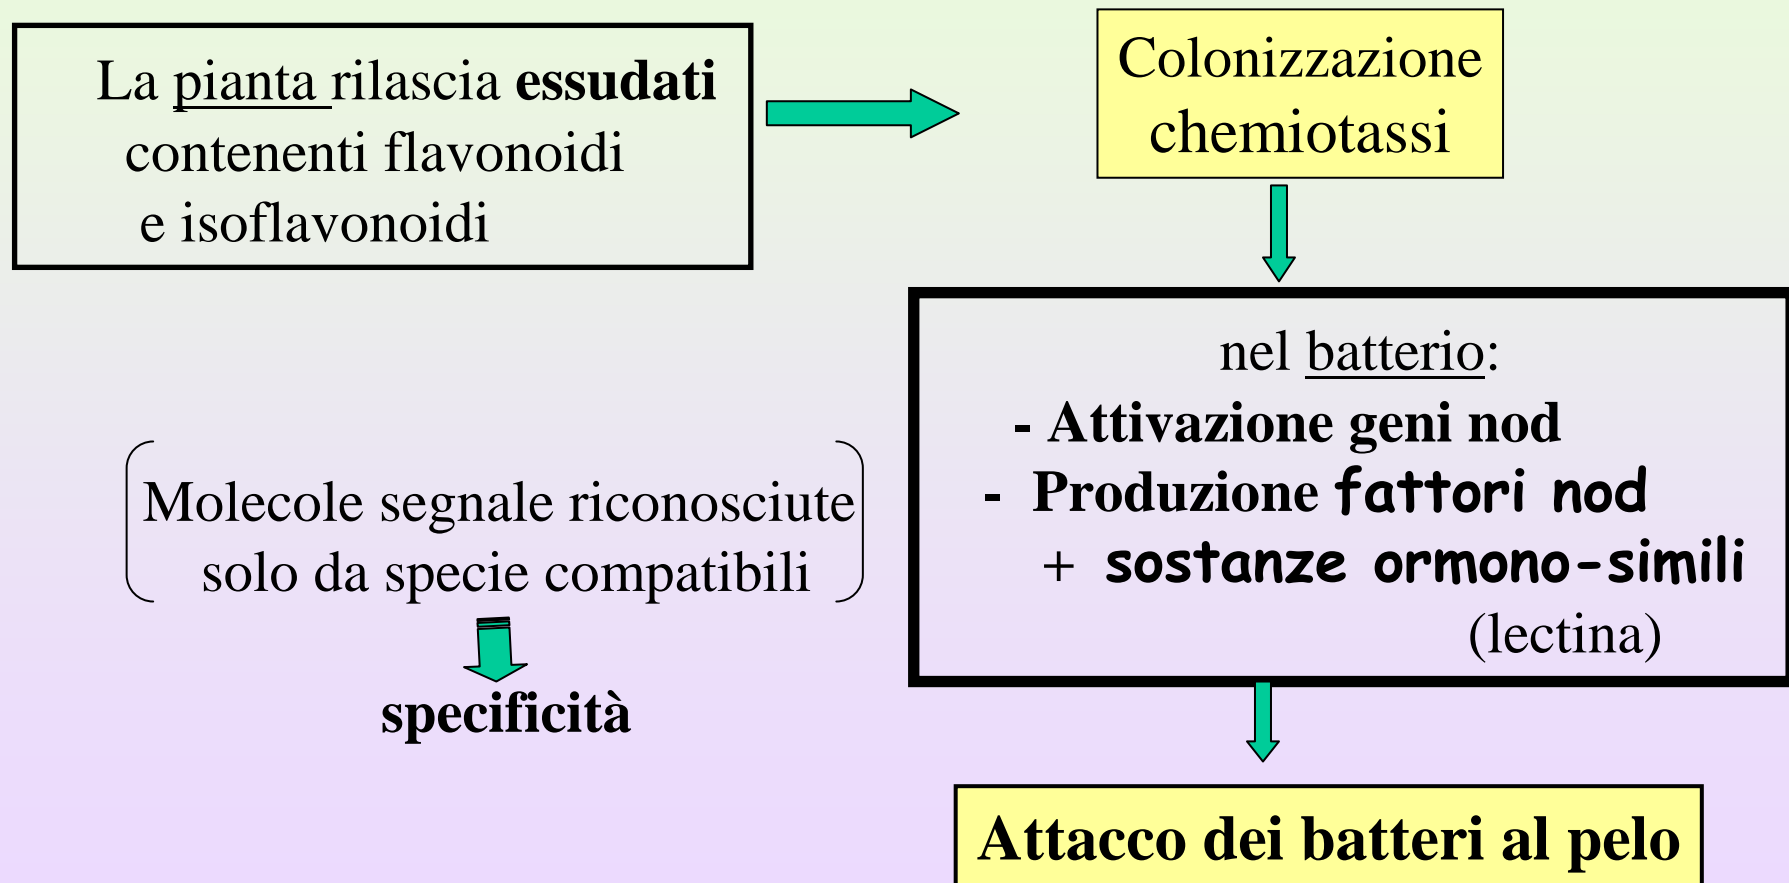 La pianta rilascia essudati
contenenti flavonoidi
e isoflavonoidi
Colonizzazione
chemiotassi
nel batterio:
- Attivazione geni nod
- Produzione fattori nod
+ sostanze ormono-simili
(lectina)
Molecole segnale riconosciute
solo da specie compatibili
specificità
Attacco dei batteri al pelo